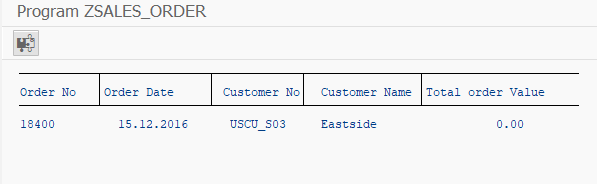 Program ZSALES_ORDER
Order No Order Date Customer No Customer Name Total order Value
18400 15.12.2016 USCU_S03 Eastside 0.00